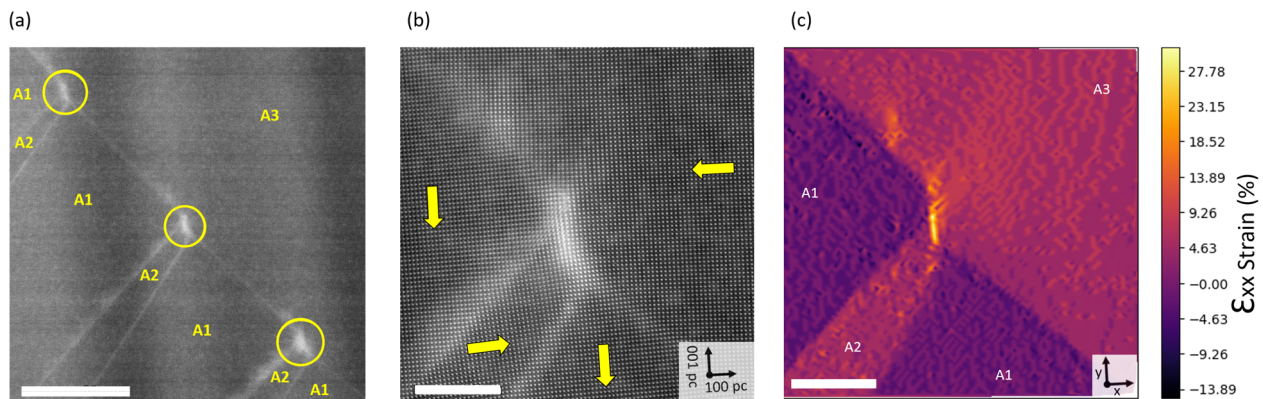 (a)
(b)
(c)
A1
A2
A3
A1
A2
A1
A2
A1
001 pc
100 pc
A3
A1
A2
A1
y
x
27.78
23.15
18.52
13.89
9.26
4.63
−0.00
−4.63
−9.26
−13.89
Ɛxx Strain (%)